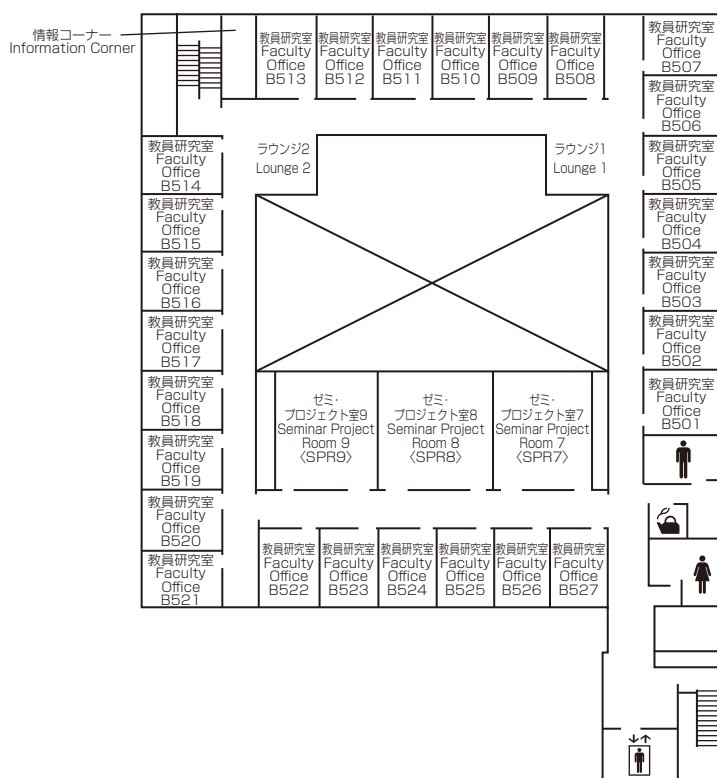 情報コーナー
Information Corner
教員研究室
Faculty
Office
B513
教員研究室
Faculty
Office
B512
教員研究室
Faculty
Office
B511
教員研究室
Faculty
Office
B510
教員研究室
Faculty
Office
B509
教員研究室
Faculty
Office
B508
教員研究室
Faculty
Office
B507
教員研究室
Faculty
Office
B506
教員研究室
Faculty
Office
B505
教員研究室
Faculty
Office
B504
教員研究室
Faculty
Office
B503
教員研究室
Faculty
Office
B502
教員研究室
Faculty
Office
B501
ラウンジ2
Lounge 2
ラウンジ1
Lounge 1
教員研究室
Faculty
Office
B514
教員研究室
Faculty
Office
B515
教員研究室
Faculty
Office
B516
教員研究室
Faculty
Office
B517
教員研究室
Faculty
Office
B518
教員研究室
Faculty
Office
B519
教員研究室
Faculty
Office
B520
教員研究室
Faculty
Office
B521
ゼミ・
プロジェクト室9
Seminar Project
Room 9
〈SPR9〉
ゼミ・
プロジェクト室8
Seminar Project
Room 8
〈SPR8〉
ゼミ・
プロジェクト室7
Seminar Project
Room 7
〈SPR7〉
教員研究室
Faculty
Office
B522
教員研究室
Faculty
Office
B523
教員研究室
Faculty
Office
B524
教員研究室
Faculty
Office
B525
教員研究室
Faculty
Office
B526
教員研究室
Faculty
Office
B527